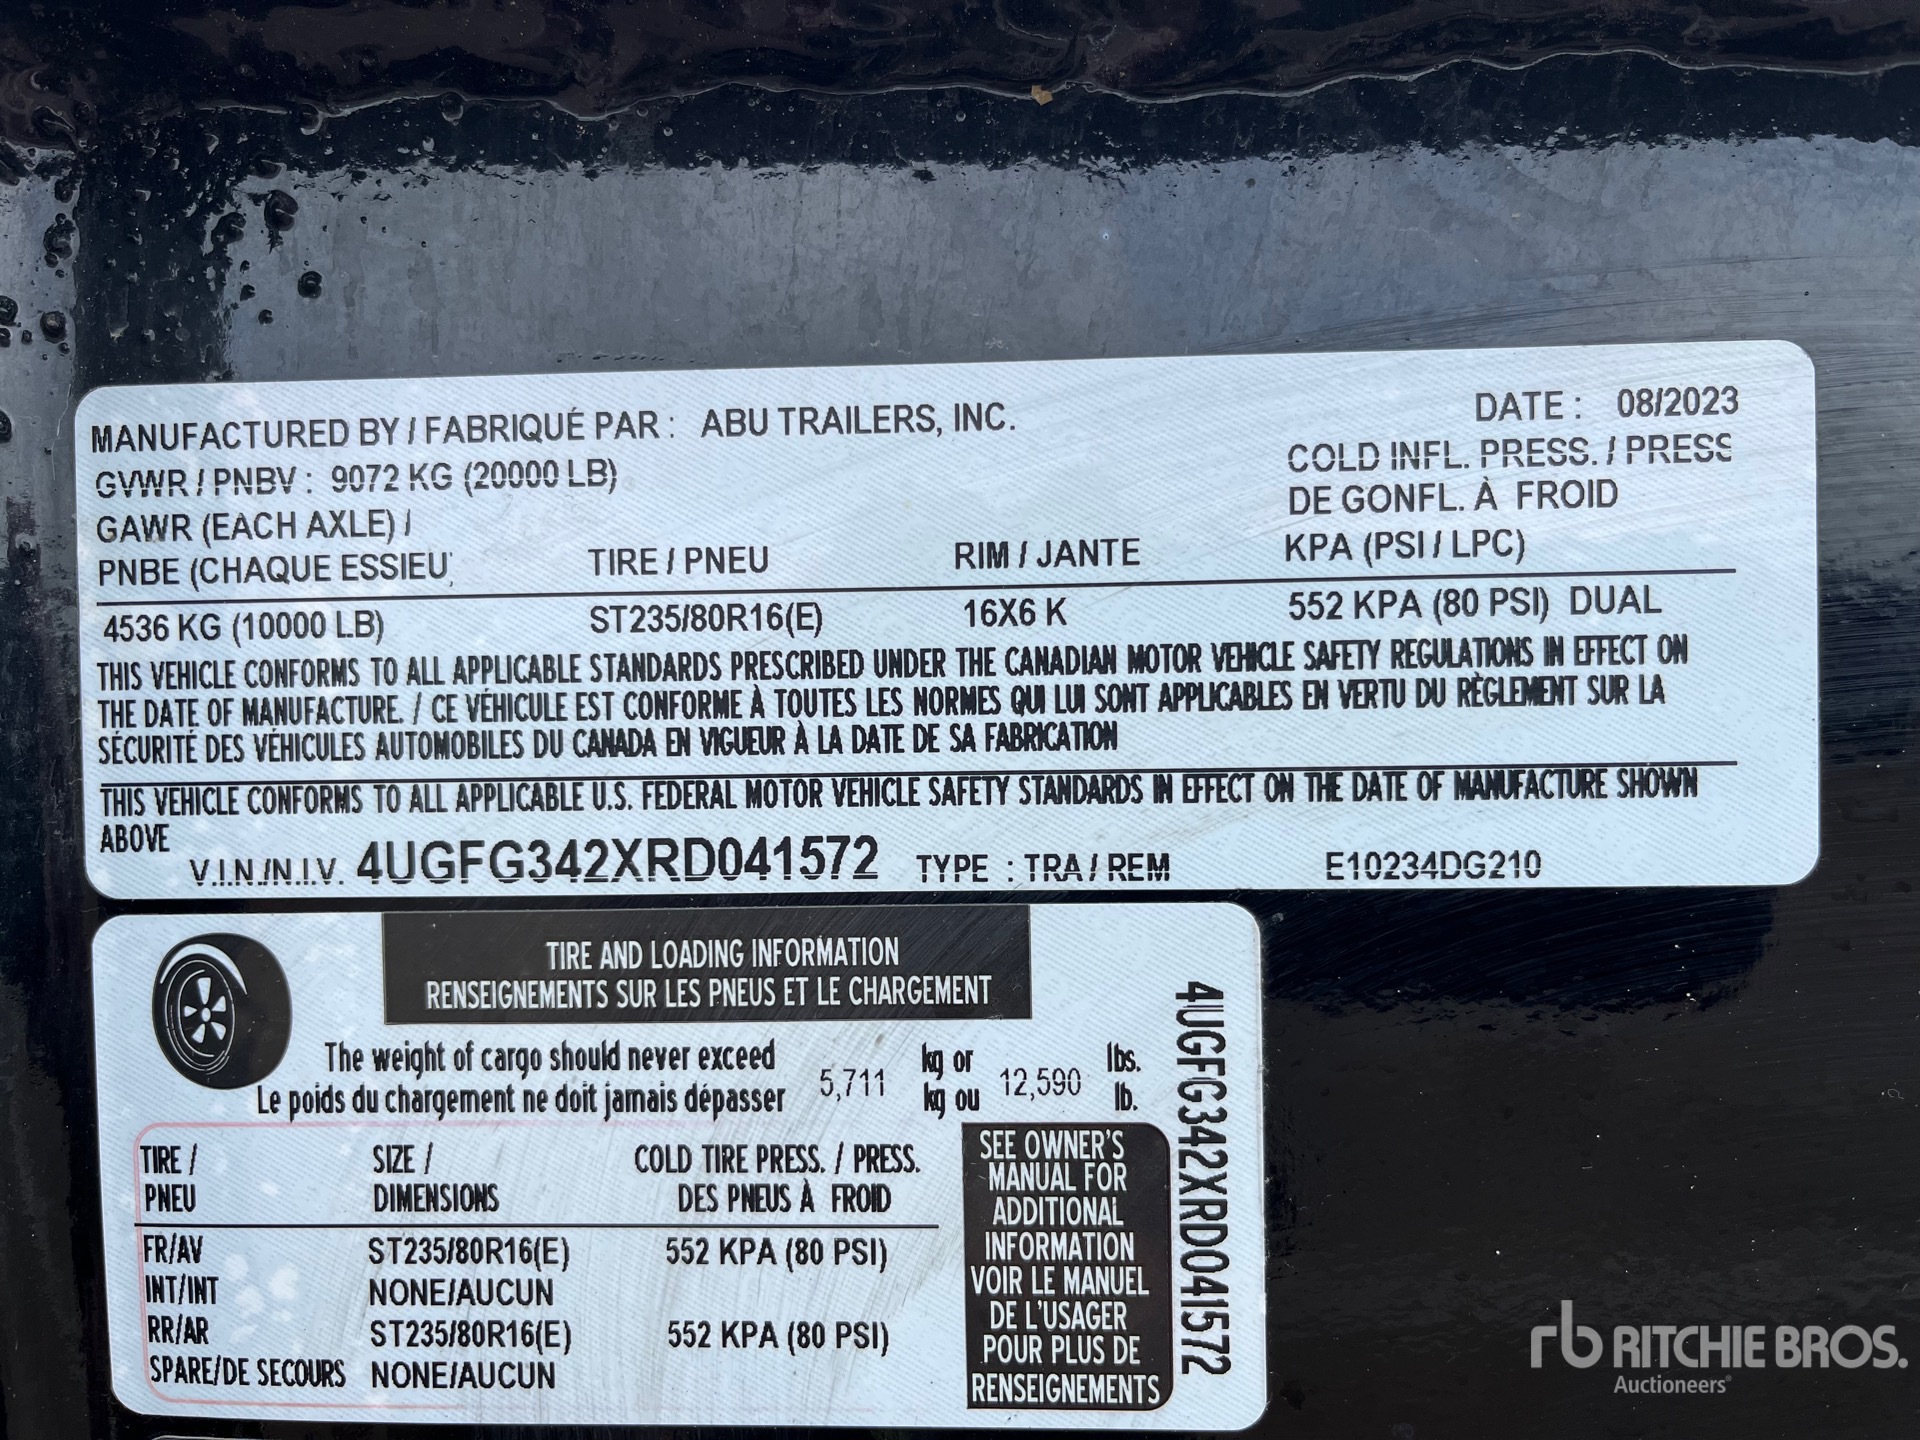 MANUFACTURED BY / FABRIQUÉ PAR : ABU TRAILERS, INC.
DATE : 08/2023
GVWR / PNBV : 9072 KG (20000 LB)
COLD INFL. PRESS. / PRESS
DE GONFL. À FROID
GAWR (EACH AXLE) /
PNBE (CHAQUE ESSIEU)
TIRE / PNEU
RIM / JANTE
KPA (PSI / LPC)
4536 KG (10000 LB) ST235/80R16(E) 16X6 K 552 KPA (80 PSI) DUAL
THIS VEHICLE CONFORMS TO ALL APPLICABLE STANDARDS PRESCRIBED UNDER THE CANADIAN MOTOR VEHICLE SAFETY REGULATIONS IN EFFECT ON
THE DATE OF MANUFACTURE. / CE VÉHICULE EST CONFORME À TOUTES LES NORMES QUI LUI SONT APPLICABLES EN VERTU DU RÈGLEMENT SUR LA
SÉCURITÉ DES VÉHICULES AUTOMOBILES DU CANADA EN VIGUEUR À LA DATE DE SA FABRICATION
THIS VEHICLE CONFORMS TO ALL APPLICABLE U.S. FEDERAL MOTOR VEHICLE SAFETY STANDARDS IN EFFECT ON THE DATE OF MANUFACTURE SHOWN
ABOVE
V.I.N./N.I.V. 4UGFG342XRD041572 TYPE : TRA / REM E10234DG210
TIRE AND LOADING INFORMATION
RENSEIGNEMENTS SUR LES PNEUS ET LE CHARGEMENT
The weight of cargo should never exceed
Le poids du chargement ne doit jamais dépasser
5,711
kg or
kg ou
12,590
lbs.
lb.
TIRE / SIZE / COLD TIRE PRESS. / PRESS.
PNEU DIMENSIONS DES PNEUS À FROID
FR/AV ST235/80R16(E) 552 KPA (80 PSI)
INT/INT NONE/AUCUN
RR/AR ST235/80R16(E) 552 KPA (80 PSI)
SPARE/DE SECOURS NONE/AUCUN
SEE OWNER'S
MANUAL FOR
ADDITIONAL
INFORMATION
VOIR LE MANUEL
DE L'USAGER
POUR PLUS DE
RENSEIGNEMENTS
4UGFG342XRD041572
rb RITCHIE BROS.
Auctioneers